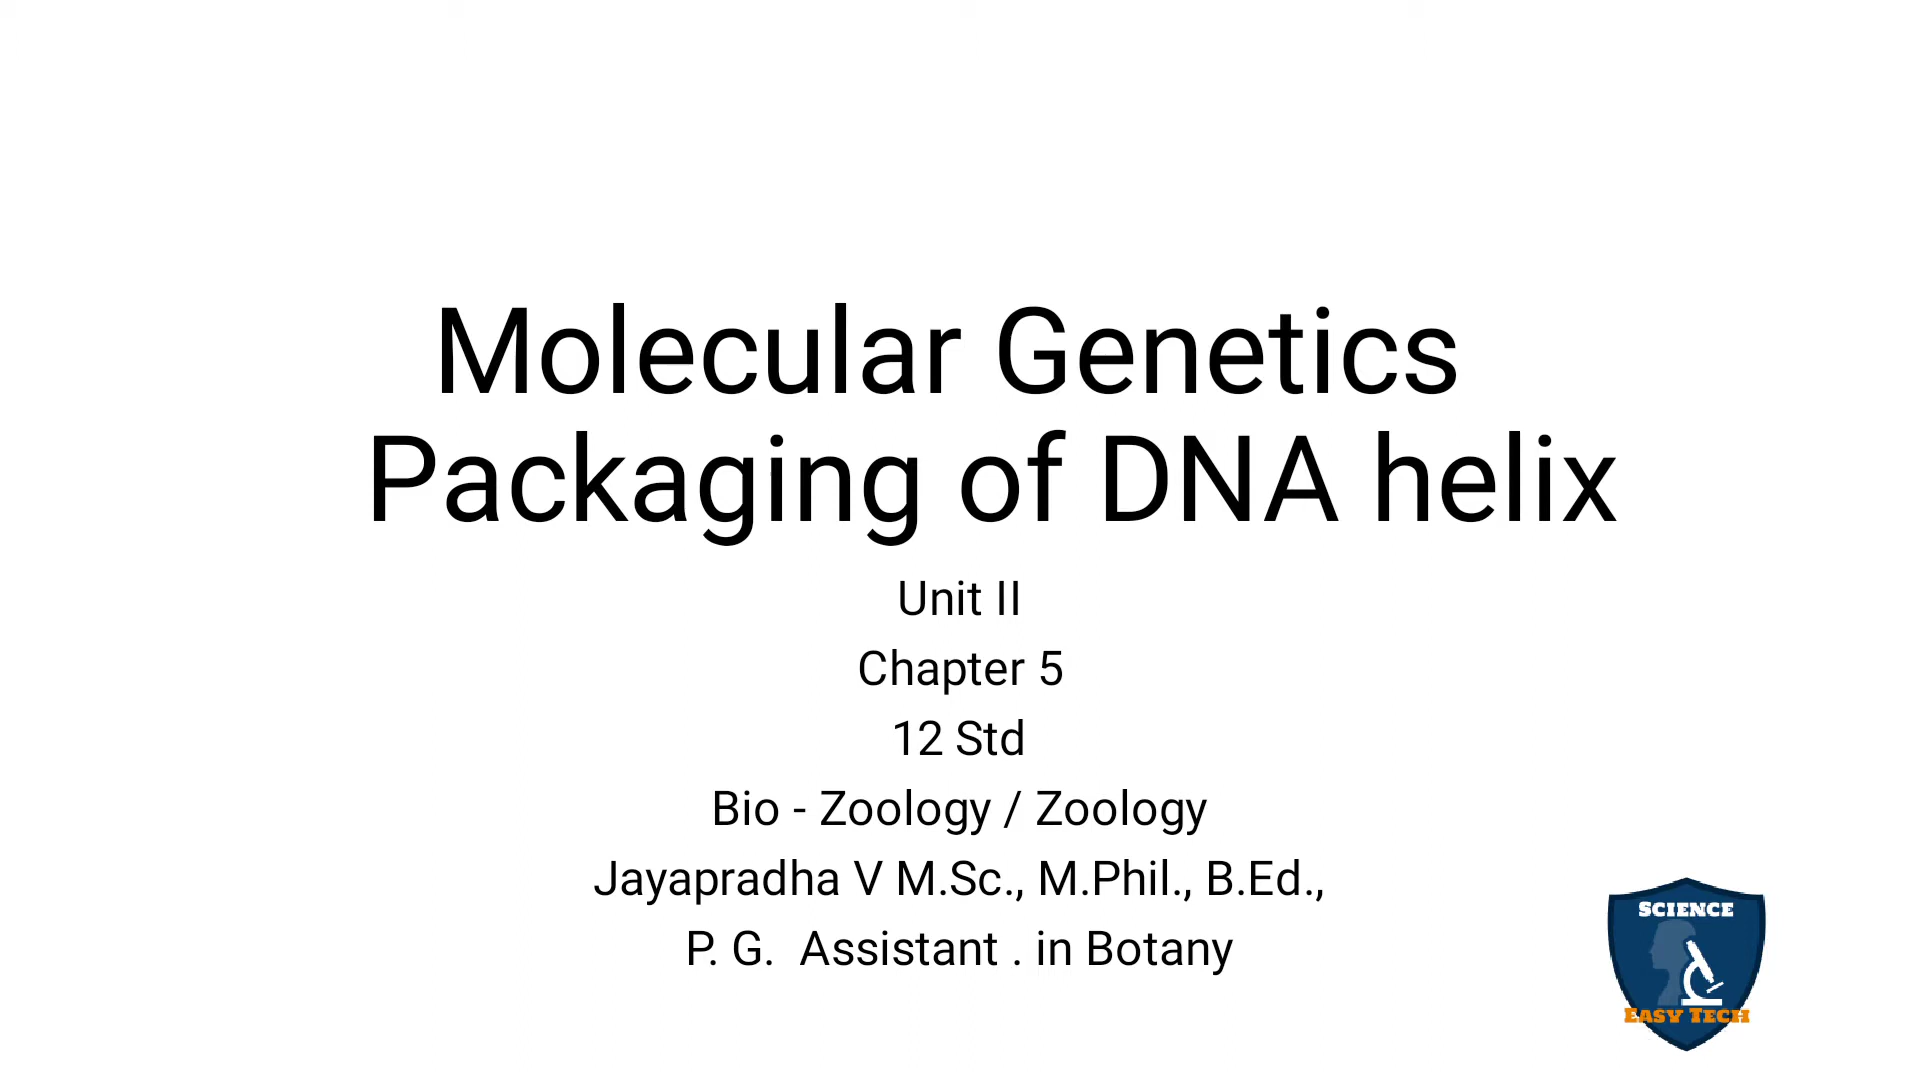 Molecular Genetics
Packaging of DNA helix
Unit II
Chapter 5
12 Std
Bio - Zoology / Zoology
Jayapradha V M.Sc., M.Phil., B.Ed.,
P. G.  Assistant . in Botany
SCIENCE
EASY TECH